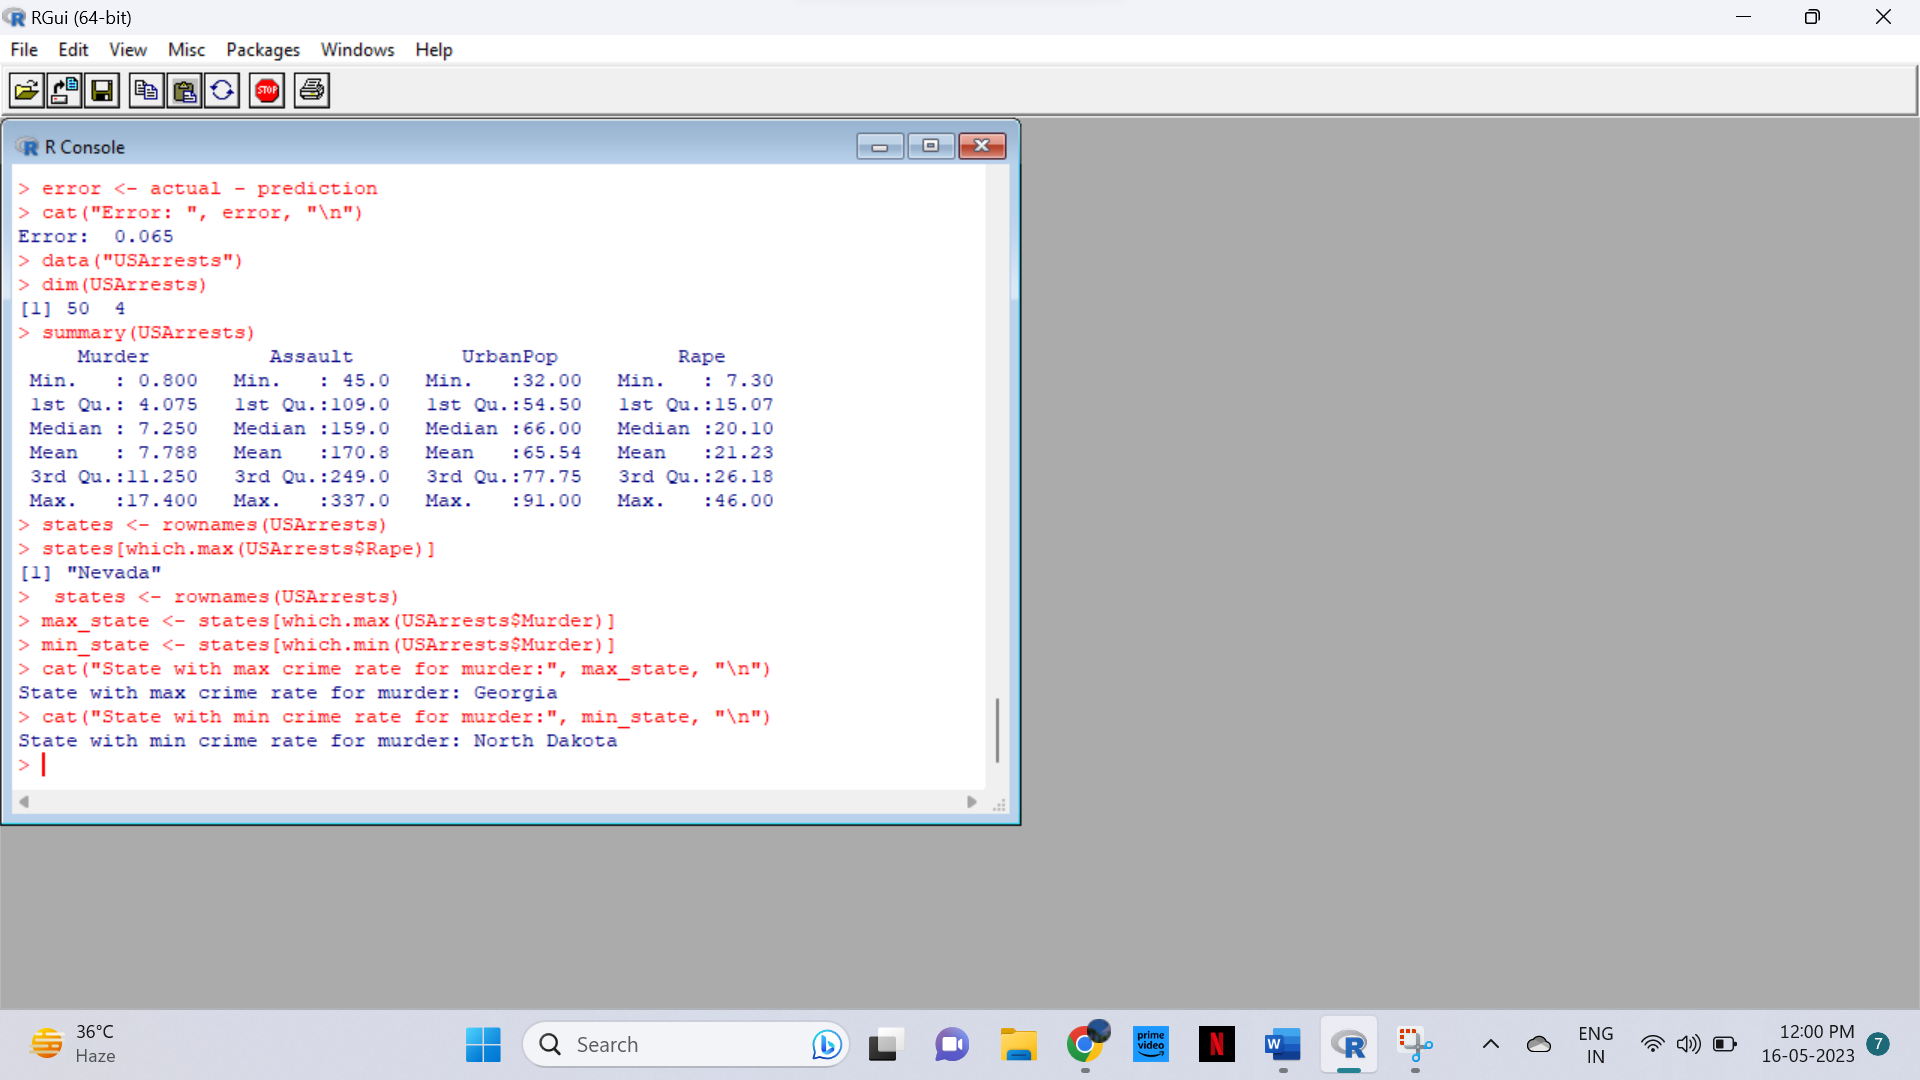 RGui (64-bit)
File Edit View Misc Packages Windows Help
STOP
R Console
> error <- actual - prediction
> cat("Error: ", error, "\n")
Error:  0.065
> data("USArrests")
> dim(USArrests)
[1] 50  4
> summary(USArrests)
     Murder          Assault         UrbanPop          Rape
 Min.   : 0.800   Min.   : 45.0   Min.   :32.00   Min.   : 7.30
 1st Qu.: 4.075   1st Qu.:109.0   1st Qu.:54.50   1st Qu.:15.07
 Median : 7.250   Median :159.0   Median :66.00   Median :20.10
 Mean   : 7.788   Mean   :170.8   Mean   :65.54   Mean   :21.23
 3rd Qu.:11.250   3rd Qu.:249.0   3rd Qu.:77.75   3rd Qu.:26.18
 Max.   :17.400   Max.   :337.0   Max.   :91.00   Max.   :46.00
> states <- rownames(USArrests)
> states[which.max(USArrests$Rape)]
[1] "Nevada"
>  states <- rownames(USArrests)
> max_state <- states[which.max(USArrests$Murder)]
> min_state <- states[which.min(USArrests$Murder)]
> cat("State with max crime rate for murder:", max_state, "\n")
State with max crime rate for murder: Georgia
> cat("State with min crime rate for murder:", min_state, "\n")
State with min crime rate for murder: North Dakota
>
36°C
Haze
Search
prime video
N
W
R
ENG
IN
12:00 PM
16-05-2023
7